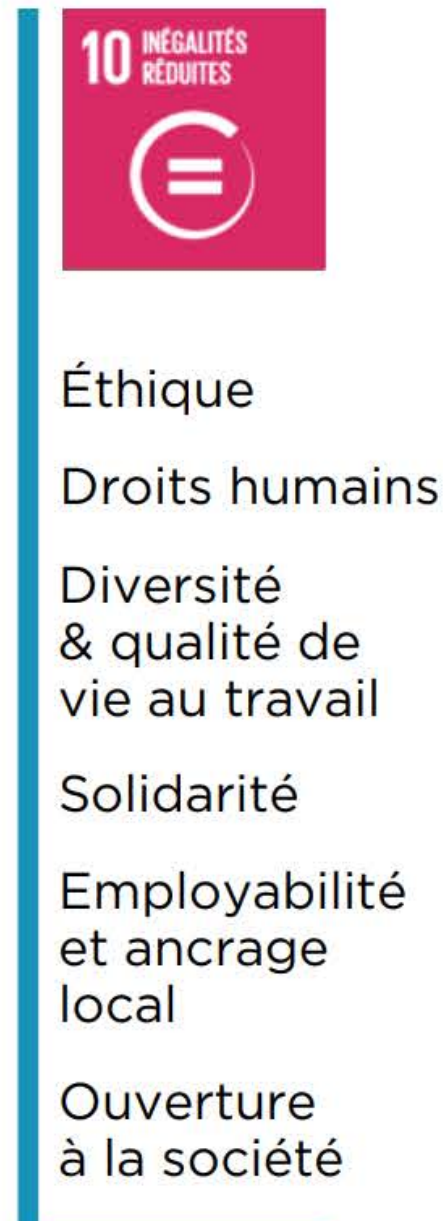 10 INÉGALITÉS
RÉDUITES
Éthique
Droits humains
Diversité
& qualité de
vie au travail
Solidarité
Employabilité
et ancrage
local
Ouverture
à la société